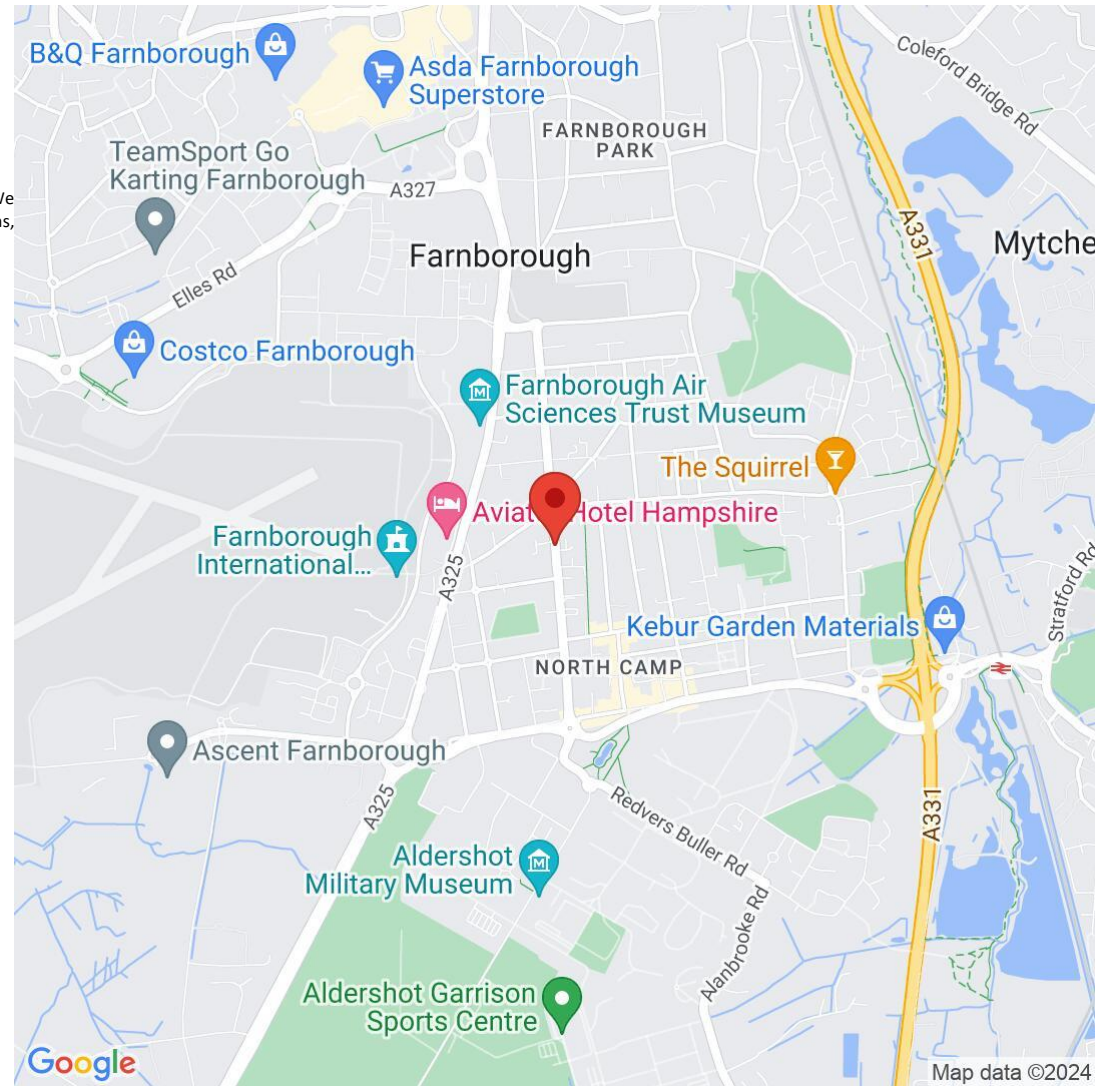 B&Q Farnborough
Asda Farnborough
Superstore
Coleford Bridge Rd
FARNBOROUGH
PARK
TeamSport Go
Karting Farnborough
A327
A331
Farnborough
Mytche
Elles Rd
Costco Farnborough
Farnborough Air
Sciences Trust Museum
The Squirrel
Hotel Hampshire
Farnborough
International...
A325
Stratford Rd
Kebur Garden Materials
NORTH CAMP
Ascent Farnborough
A325
Redvers Buller Rd
A331
Aldershot
Military Museum
Alanbrooke Rd
Aldershot Garrison
Sports Centre
Google
Map data ©2024